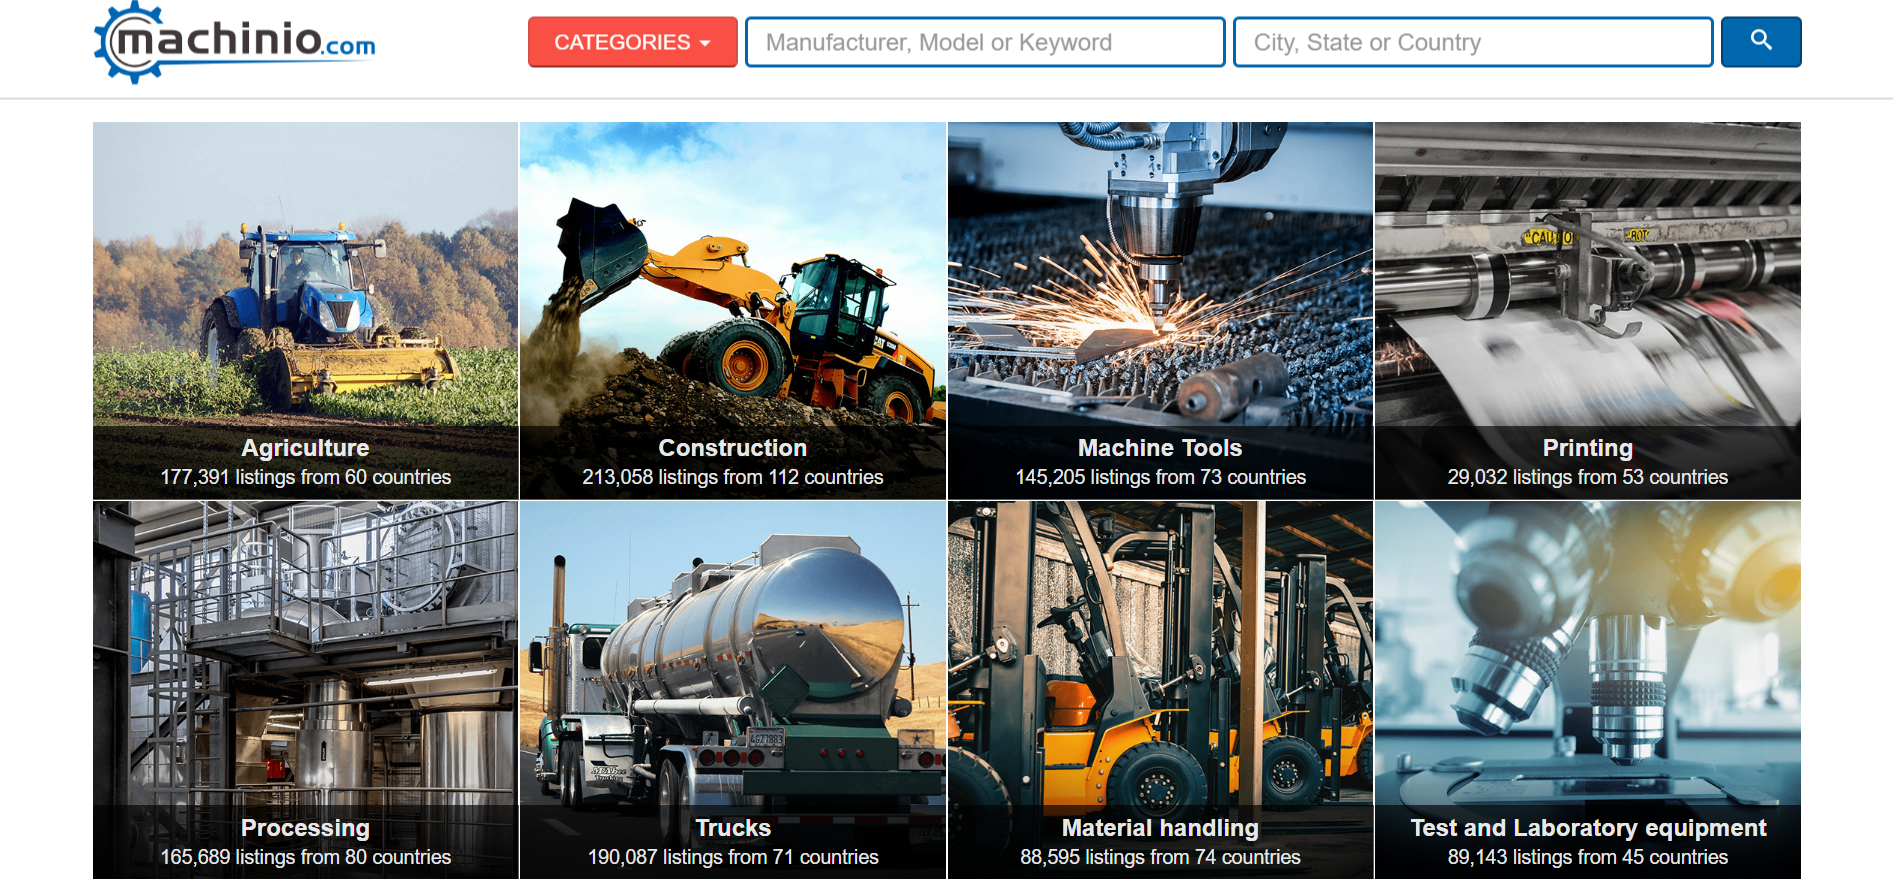 machinio.com
CATEGORIES
Manufacturer, Model or Keyword
City, State or Country
"CAUTIO
CAT
Agriculture
177,391 listings from 60 countries
Construction
213,058 listings from 112 countries
Machine Tools
145,205 listings from 73 countries
Printing
29,032 listings from 53 countries
Processing
165,689 listings from 80 countries
Trucks
190,087 listings from 71 countries
Material handling
88,595 listings from 74 countries
Test and Laboratory equipment
89,143 listings from 45 countries